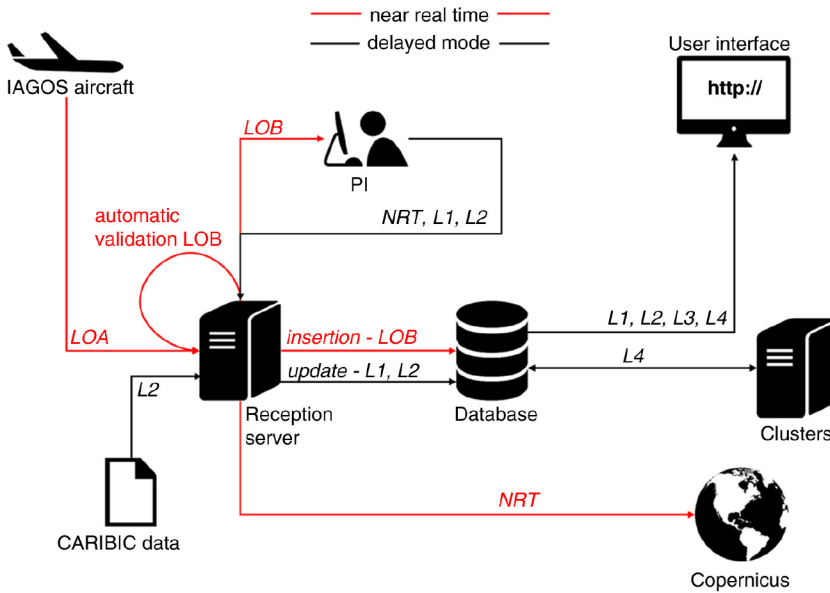 near real time
delayed mode
User interface
http://
IAGOS aircraft
LOB
PI
NRT, L1, L2
automatic
validation LOB
LOA
insertion - LOB
L1, L2, L3, L4
L4
L2
update - L1, L2
Reception
server
Database
Clusters
NRT
CARIBIC data
Copernicus